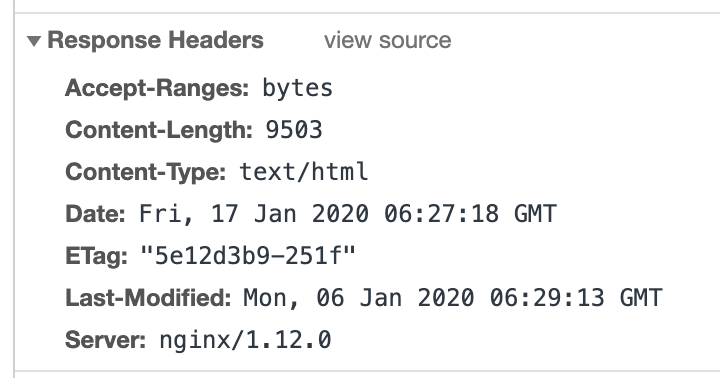 Response Headers view source
Accept-Ranges: bytes
Content-Length: 9503
Content-Type: text/html
Date: Fri, 17 Jan 2020 06:27:18 GMT
ETag: "5e12d3b9-251f"
Last-Modified: Mon, 06 Jan 2020 06:29:13 GMT
Server: nginx/1.12.0